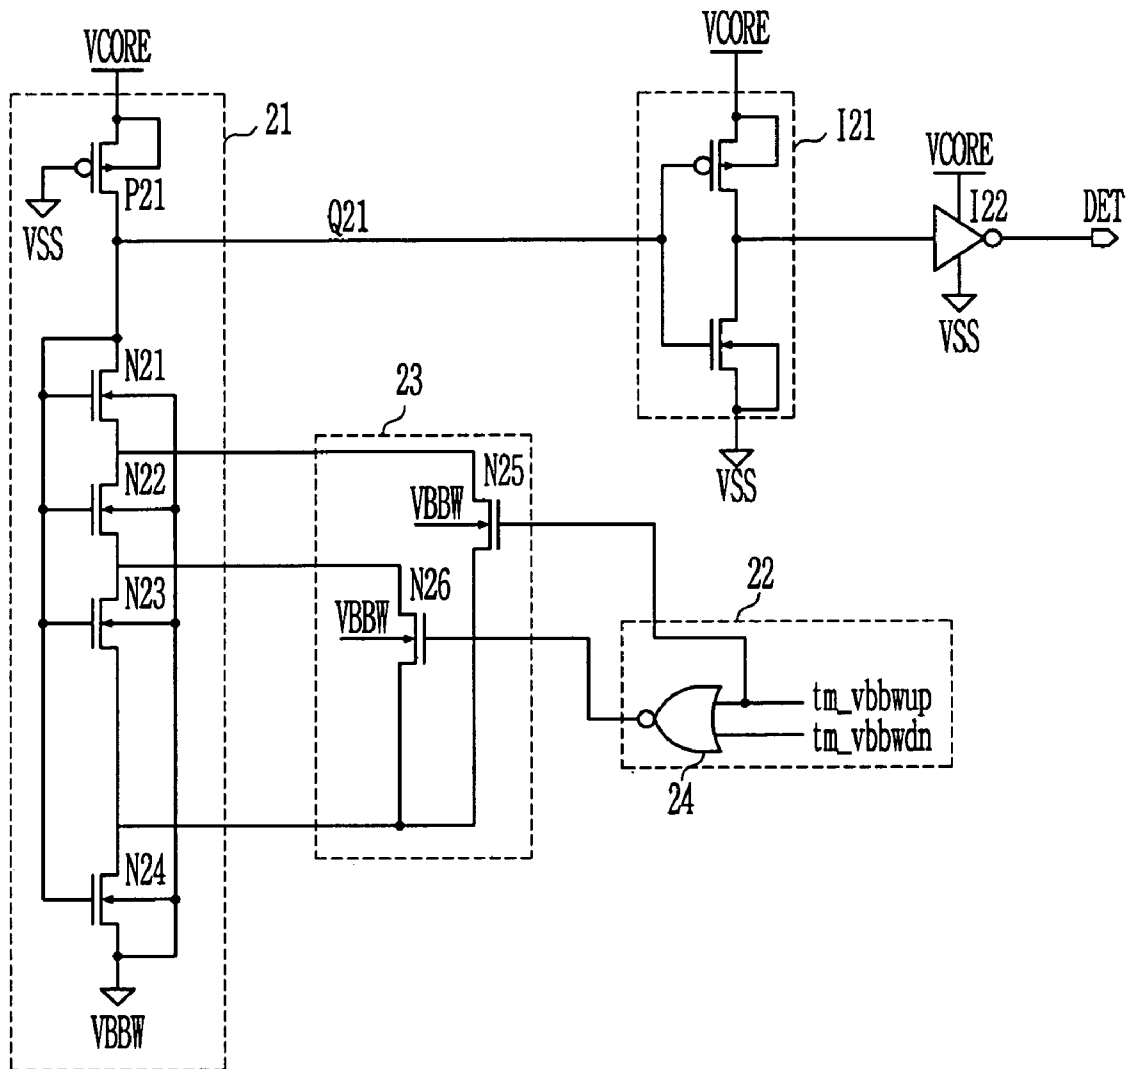 VCORE
21
P21
VSS
Q21
VCORE
I21
VCORE
I22
DET
VSS
VSS
N21
N22
N23
N24
VBBW
23
N25
VBBW
N26
VBBW
22
tm_vbbwup
tm_vbbwdn
24